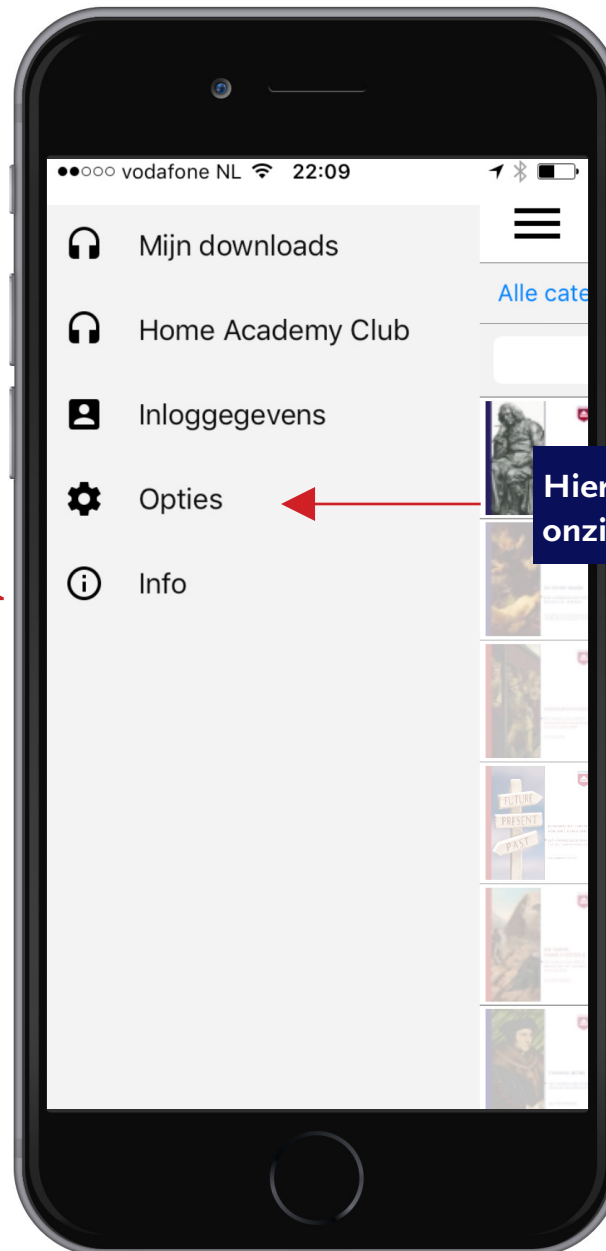 vodafone NL 22:09
Mijn downloads
Alle cate
Home Academy Club
Inloggegevens
Opties
Hier
onzi
Info
FUTURE
PRESENT
PAST